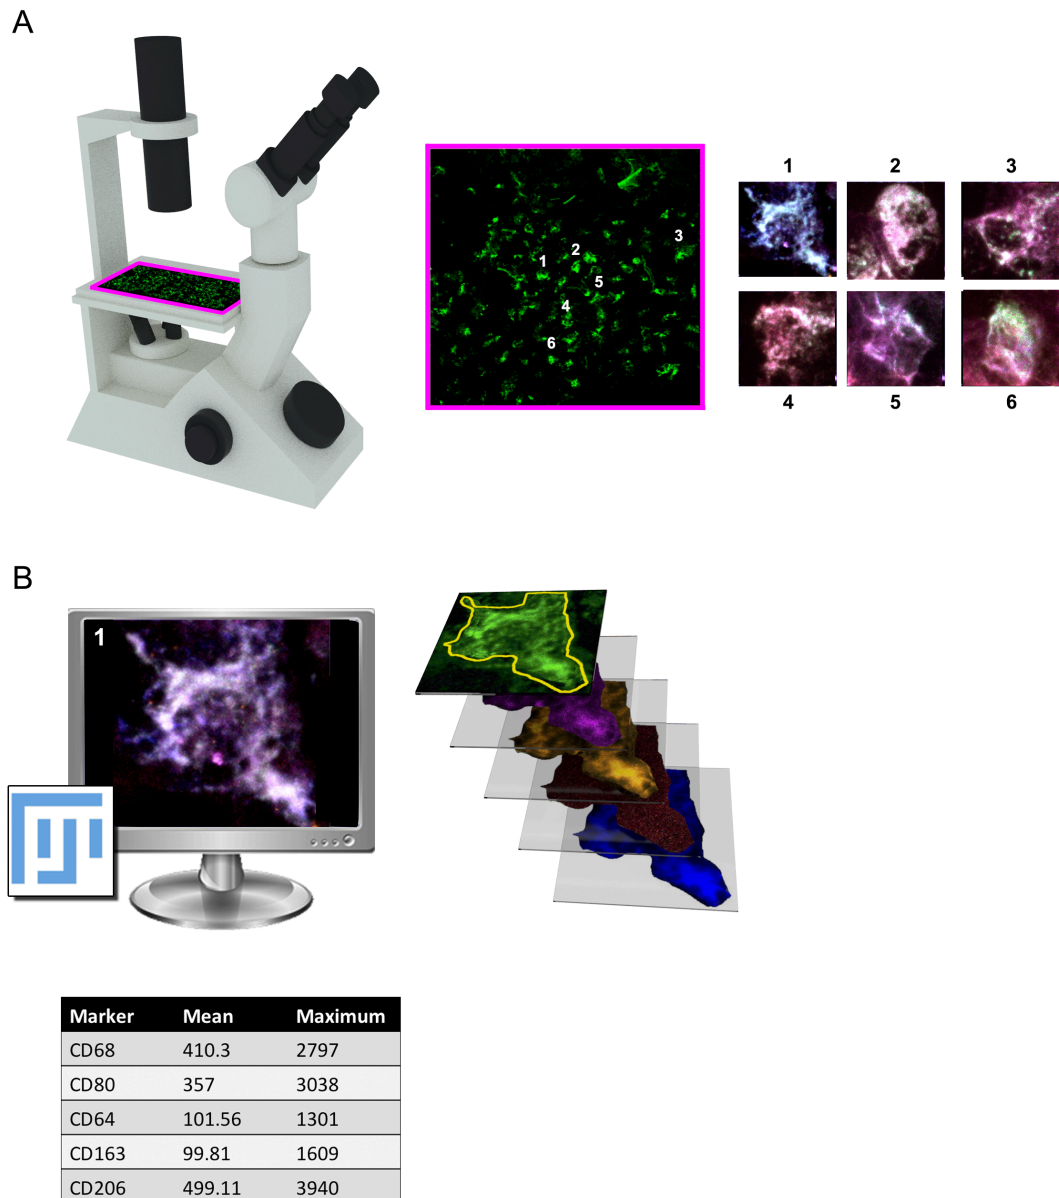 A
1 2 3
3
2
1
5
4
6
4 5 6
B
1
Marker Mean Maximum
CD68 410.3 2797
CD80 357 3038
CD64 101.56 1301
CD163 99.81 1609
CD206 499.11 3940